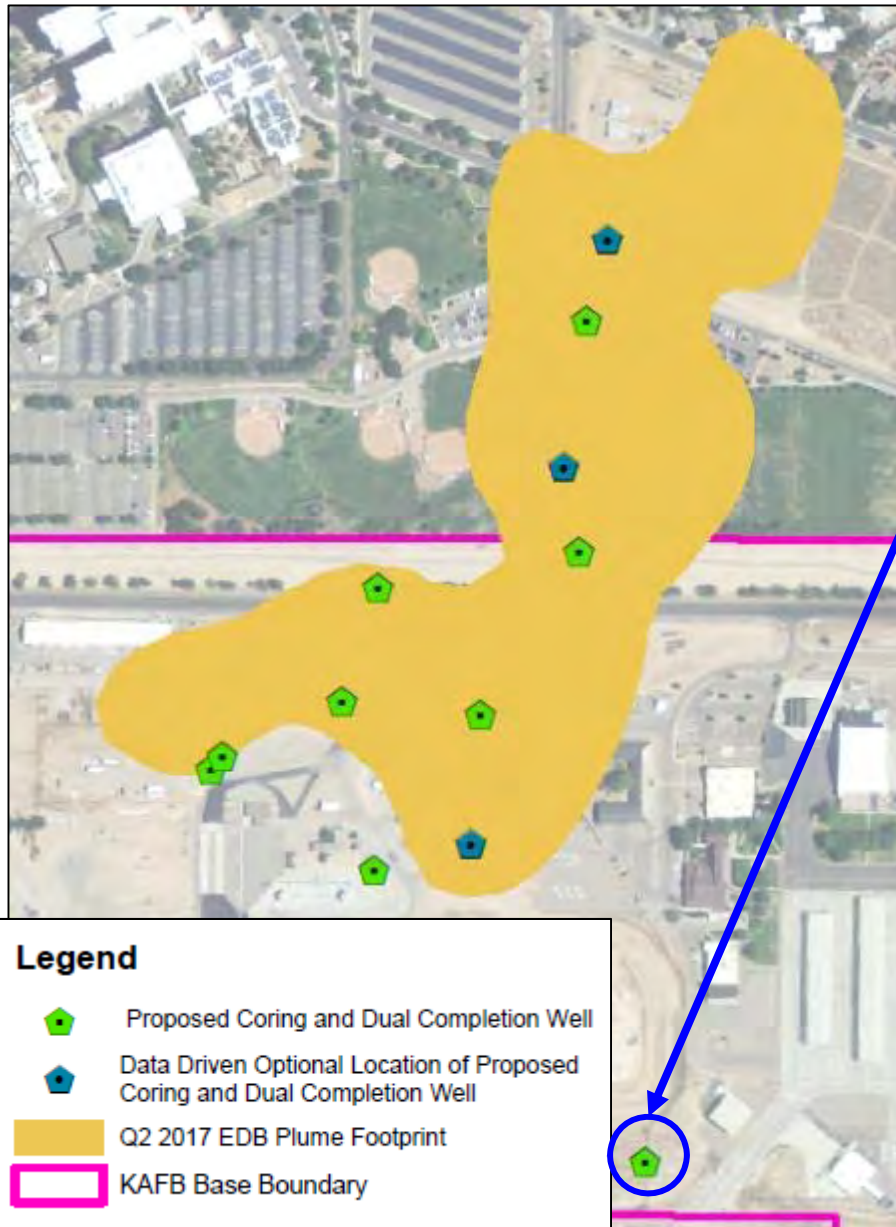 Legend
Proposed Coring and Dual Completion Well
Data Driven Optional Location of Proposed
Coring and Dual Completion Well
Q2 2017 EDB Plume Footprint
KAFB Base Boundary